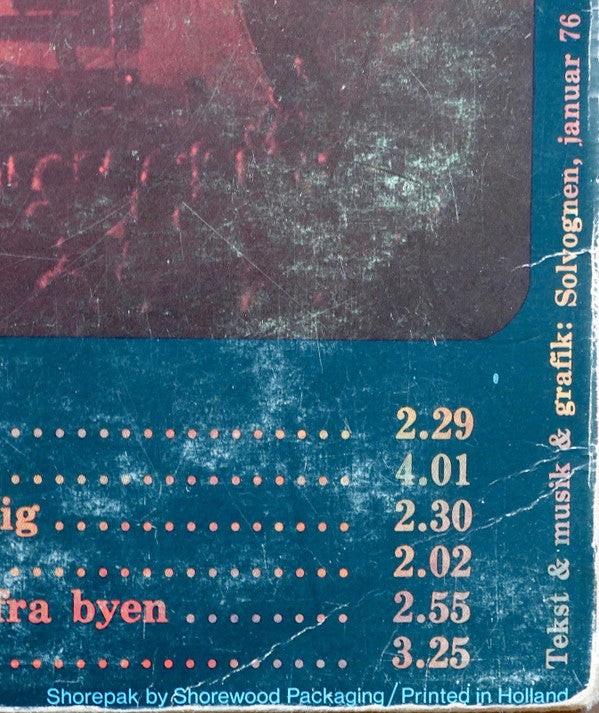 2.29
4.01
ig 2.30
2.02
fra byen 2.55
3.25
Tekst & musik & grafik: Solvognen, januar 76
Shorepak by Shorewood Packaging / Printed in Holland